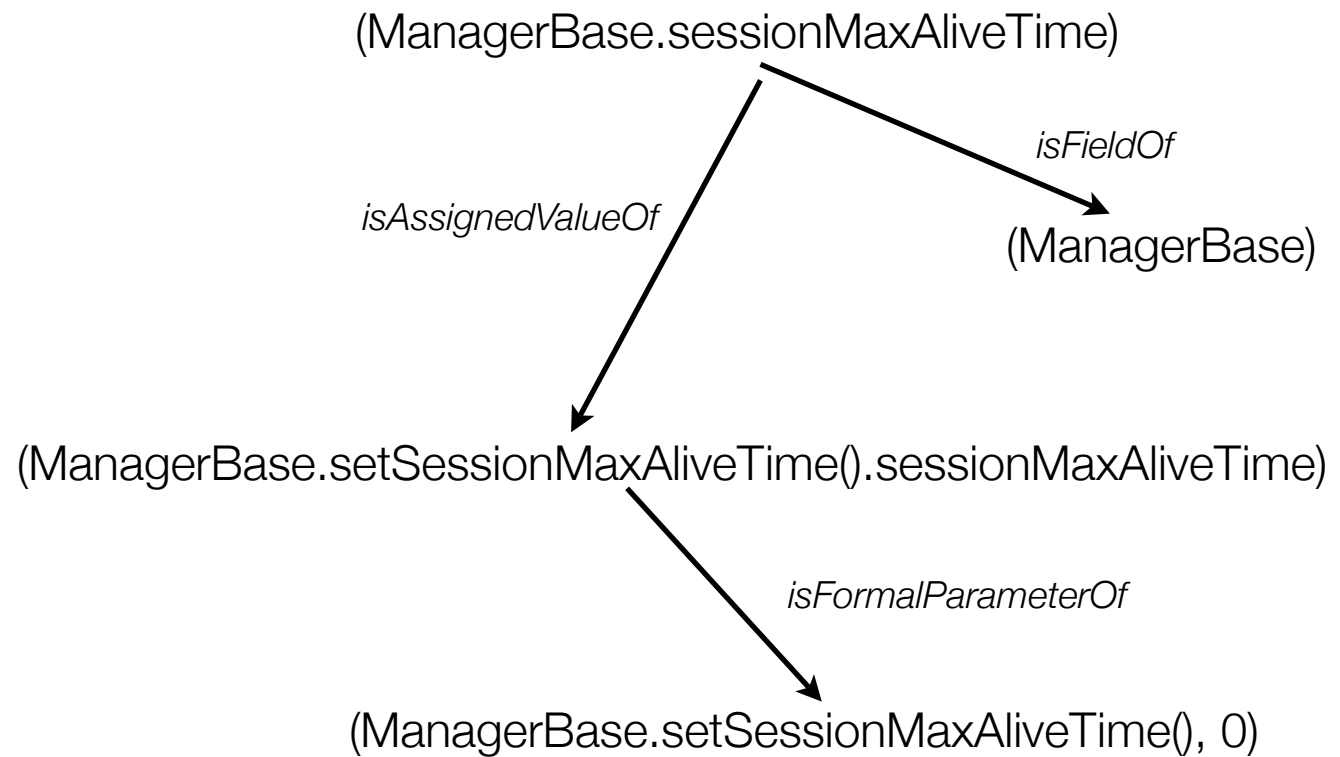 (ManagerBase.sessionMaxAliveTime)
isFieldOf
isAssignedValueOf
(ManagerBase)
(ManagerBase.setSessionMaxAliveTime().sessionMaxAliveTime)
isFormalParameterOf
(ManagerBase.setSessionMaxAliveTime(), 0)